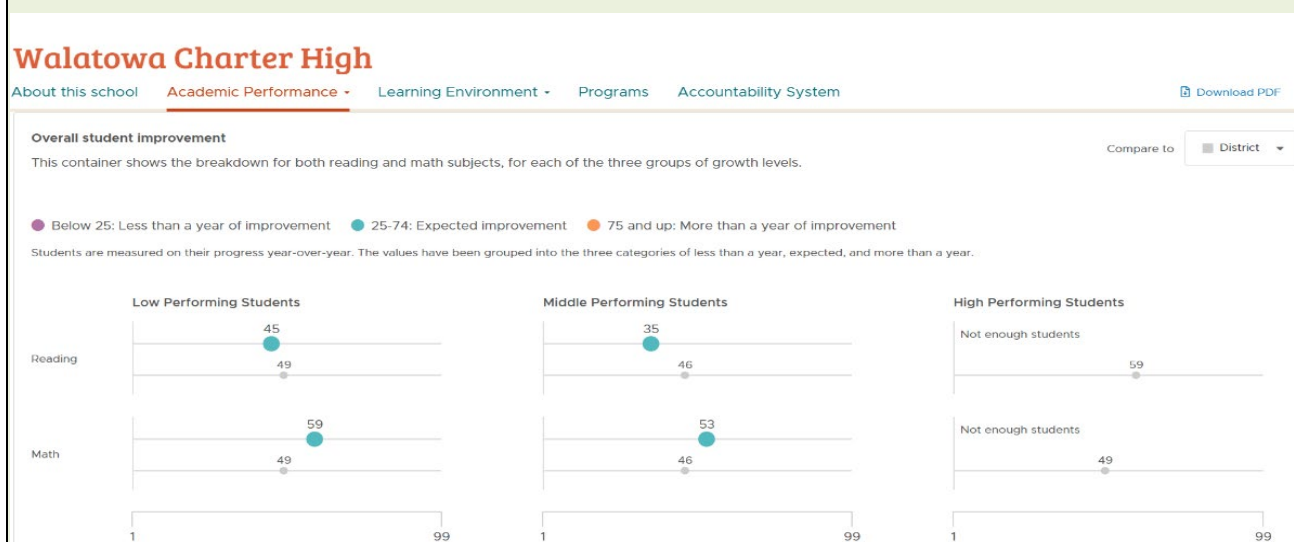 Walatowa Charter High
About this school Academic Performance Learning Environment Programs Accountability System Download PDF
Overall student improvement
This container shows the breakdown for both reading and math subjects, for each of the three groups of growth levels.
Compare to District
Below 25: Less than a year of improvement 25-74: Expected improvement 75 and up: More than a year of improvement
Students are measured on their progress year-over-year. The values have been grouped into the three categories of less than a year, expected, and more than a year.
Low Performing Students Middle Performing Students High Performing Students
Reading
45 35 Not enough students
49 46 59
Math
59 53 Not enough students
49 46 49
1 99 1 99 1 99